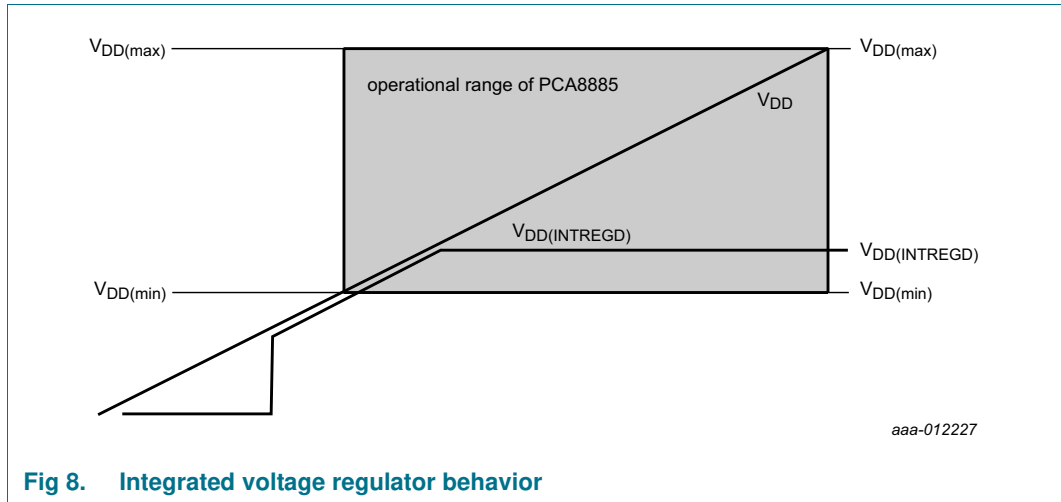 VDD(max)
VDD(max)
operational range of PCA8885
VDD
VDD(INTREGD)
VDD(INTREGD)
VDD(min)
VDD(min)
aaa-012227
Fig 8. Integrated voltage regulator behavior